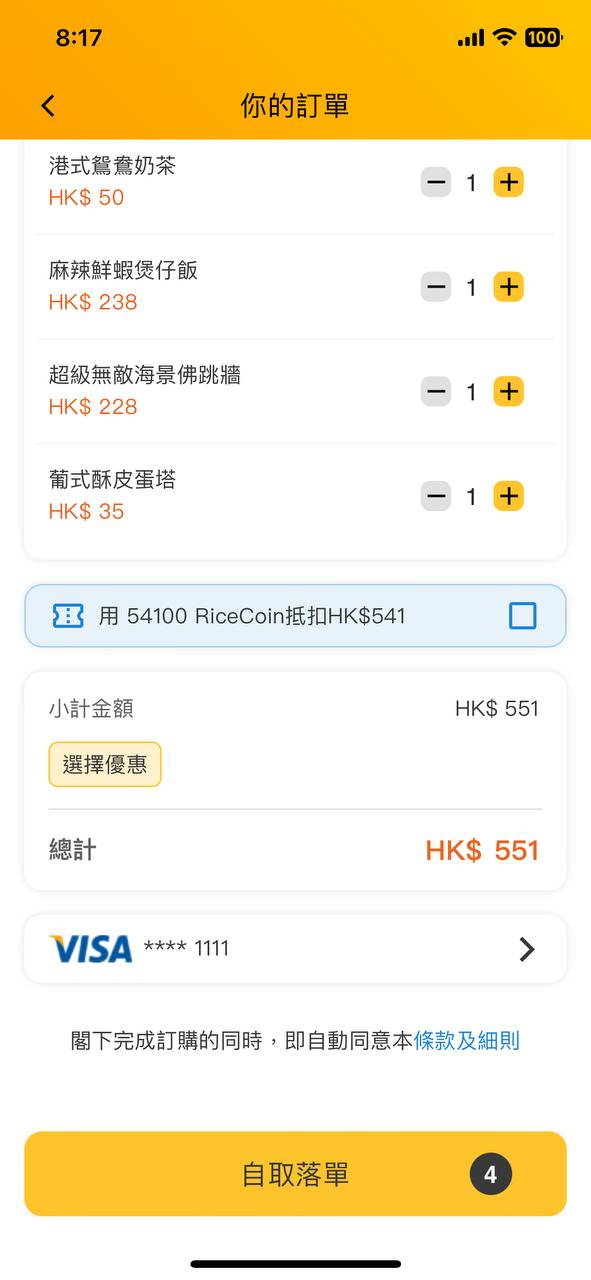 8:17
100
你的訂單
港式鴛鴦奶茶
HK$ 50
1
麻辣鮮蝦煲仔飯
HK$ 238
1
超級無敵海景佛跳牆
HK$ 228
1
葡式酥皮蛋塔
HK$ 35
1
用 54100 RiceCoin抵扣HK$541
小計金額 HK$ 551
選擇優惠
總計 HK$ 551
VISA **** 1111
閣下完成訂購的同時，即自動同意本條款及細則
自取落單 4